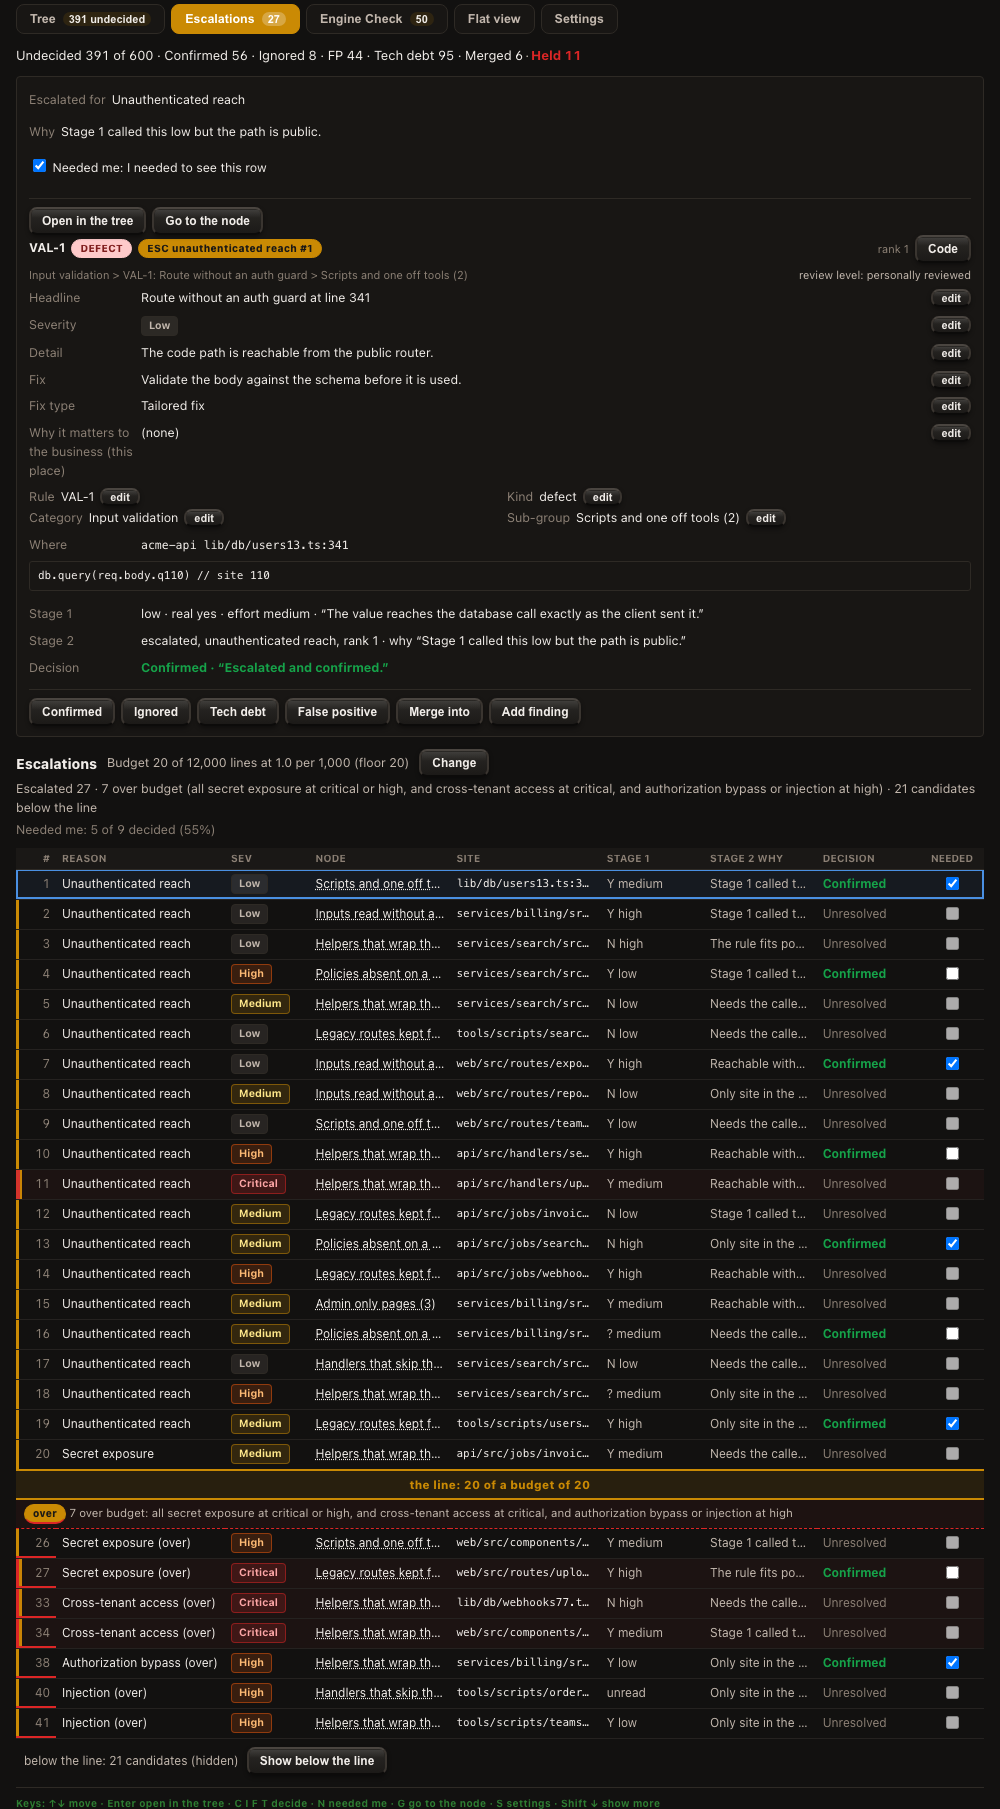 Tree 391 undecided Escalations 27 Engine Check 50 Flat view Settings
Undecided 391 of 600 · Confirmed 56 · Ignored 8 · FP 44 · Tech debt 95 · Merged 6 · Held 11
Escalated for Unauthenticated reach
Why Stage 1 called this low but the path is public.
Needed me: I needed to see this row
Open in the tree Go to the node
VAL-1 DEFECT ESC unauthenticated reach #1 rank 1 Code
Input validation > VAL-1: Route without an auth guard > Scripts and one off tools (2) review level: personally reviewed
Headline Route without an auth guard at line 341 edit
Severity Low edit
Detail The code path is reachable from the public router. edit
Fix Validate the body against the schema before it is used. edit
Fix type Tailored fix edit
Why it matters to (none) edit
the business (this
place)
Rule VAL-1 edit Kind defect edit
Category Input validation edit Sub-group Scripts and one off tools (2) edit
Where acme-api lib/db/users13.ts:341
db.query(req.body.q110) // site 110
Stage 1 low · real yes · effort medium · “The value reaches the database call exactly as the client sent it.”
Stage 2 escalated, unauthenticated reach, rank 1 · why “Stage 1 called this low but the path is public.”
Decision Confirmed · “Escalated and confirmed.”
Confirmed Ignored Tech debt False positive Merge into Add finding
Escalations Budget 20 of 12,000 lines at 1.0 per 1,000 (floor 20) Change
Escalated 27 · 7 over budget (all secret exposure at critical or high, and cross-tenant access at critical, and authorization bypass or injection at high) · 21 candidates
below the line
Needed me: 5 of 9 decided (55%)
# REASON SEV NODE SITE STAGE 1 STAGE 2 WHY DECISION NEEDED
1 Unauthenticated reach Low Scripts and one off t… lib/db/users13.ts:3… Y medium Stage 1 called t… Confirmed
2 Unauthenticated reach Low Inputs read without a… services/billing/sr… Y high Stage 1 called t… Unresolved
3 Unauthenticated reach Low Helpers that wrap th… services/search/src… N high The rule fits po… Unresolved
4 Unauthenticated reach High Policies absent on a … services/search/src… Y low Stage 1 called t… Confirmed
5 Unauthenticated reach Medium Helpers that wrap th… services/search/src… N low Needs the calle… Unresolved
6 Unauthenticated reach Low Legacy routes kept f… tools/scripts/searc… N low Needs the calle… Unresolved
7 Unauthenticated reach Low Inputs read without a… web/src/routes/expo… Y high Reachable with… Confirmed
8 Unauthenticated reach Medium Inputs read without a… web/src/routes/repo… N low Only site in the … Unresolved
9 Unauthenticated reach Low Scripts and one off t… web/src/routes/team… Y low Needs the calle… Unresolved
10 Unauthenticated reach High Helpers that wrap th… api/src/handlers/se… Y high Reachable with… Confirmed
11 Unauthenticated reach Critical Helpers that wrap th… api/src/handlers/up… Y medium Reachable with… Unresolved
12 Unauthenticated reach Medium Legacy routes kept f… api/src/jobs/invoic… N low Stage 1 called t… Unresolved
13 Unauthenticated reach Medium Policies absent on a … api/src/jobs/search… N high Only site in the … Confirmed
14 Unauthenticated reach High Legacy routes kept f… api/src/jobs/webhoo… Y high Reachable with… Unresolved
15 Unauthenticated reach Medium Admin only pages (3) services/billing/sr… Y medium Reachable with… Unresolved
16 Unauthenticated reach Medium Policies absent on a … services/billing/sr… ? medium Needs the calle… Confirmed
17 Unauthenticated reach Low Handlers that skip th… services/search/src… N low Needs the calle… Unresolved
18 Unauthenticated reach High Helpers that wrap th… services/search/src… ? medium Only site in the … Unresolved
19 Unauthenticated reach Medium Legacy routes kept f… tools/scripts/users… Y high Only site in the … Confirmed
20 Secret exposure Medium Helpers that wrap th… api/src/jobs/invoic… Y medium Needs the calle… Unresolved
the line: 20 of a budget of 20
over 7 over budget: all secret exposure at critical or high, and cross-tenant access at critical, and authorization bypass or injection at high
26 Secret exposure (over) High Scripts and one off t… web/src/components/… Y medium Stage 1 called t… Unresolved
27 Secret exposure (over) Critical Legacy routes kept f… web/src/routes/uplo… Y high The rule fits po… Confirmed
33 Cross-tenant access (over) Critical Helpers that wrap th… lib/db/webhooks77.t… N high Needs the calle… Unresolved
34 Cross-tenant access (over) Critical Helpers that wrap th… web/src/components/… Y medium Stage 1 called t… Unresolved
38 Authorization bypass (over) High Helpers that wrap th… services/billing/sr… Y low Only site in the … Confirmed
40 Injection (over) High Handlers that skip th… tools/scripts/order… unread Only site in the … Unresolved
41 Injection (over) High Helpers that wrap th… tools/scripts/teams… Y low Only site in the … Unresolved
below the line: 21 candidates (hidden) Show below the line
Keys: ↑↓ move · Enter open in the tree · C I F T decide · N needed me · G go to the node · S settings · Shift ↓ show more